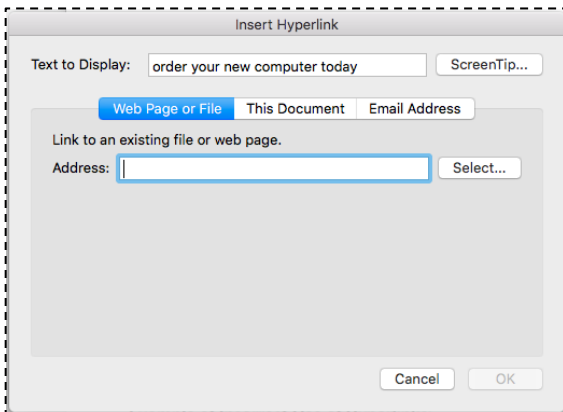 Insert Hyperlink
Text to Display: order your new computer today ScreenTip...
Web Page or File This Document Email Address
Link to an existing file or web page.
Address: Select...
Cancel OK